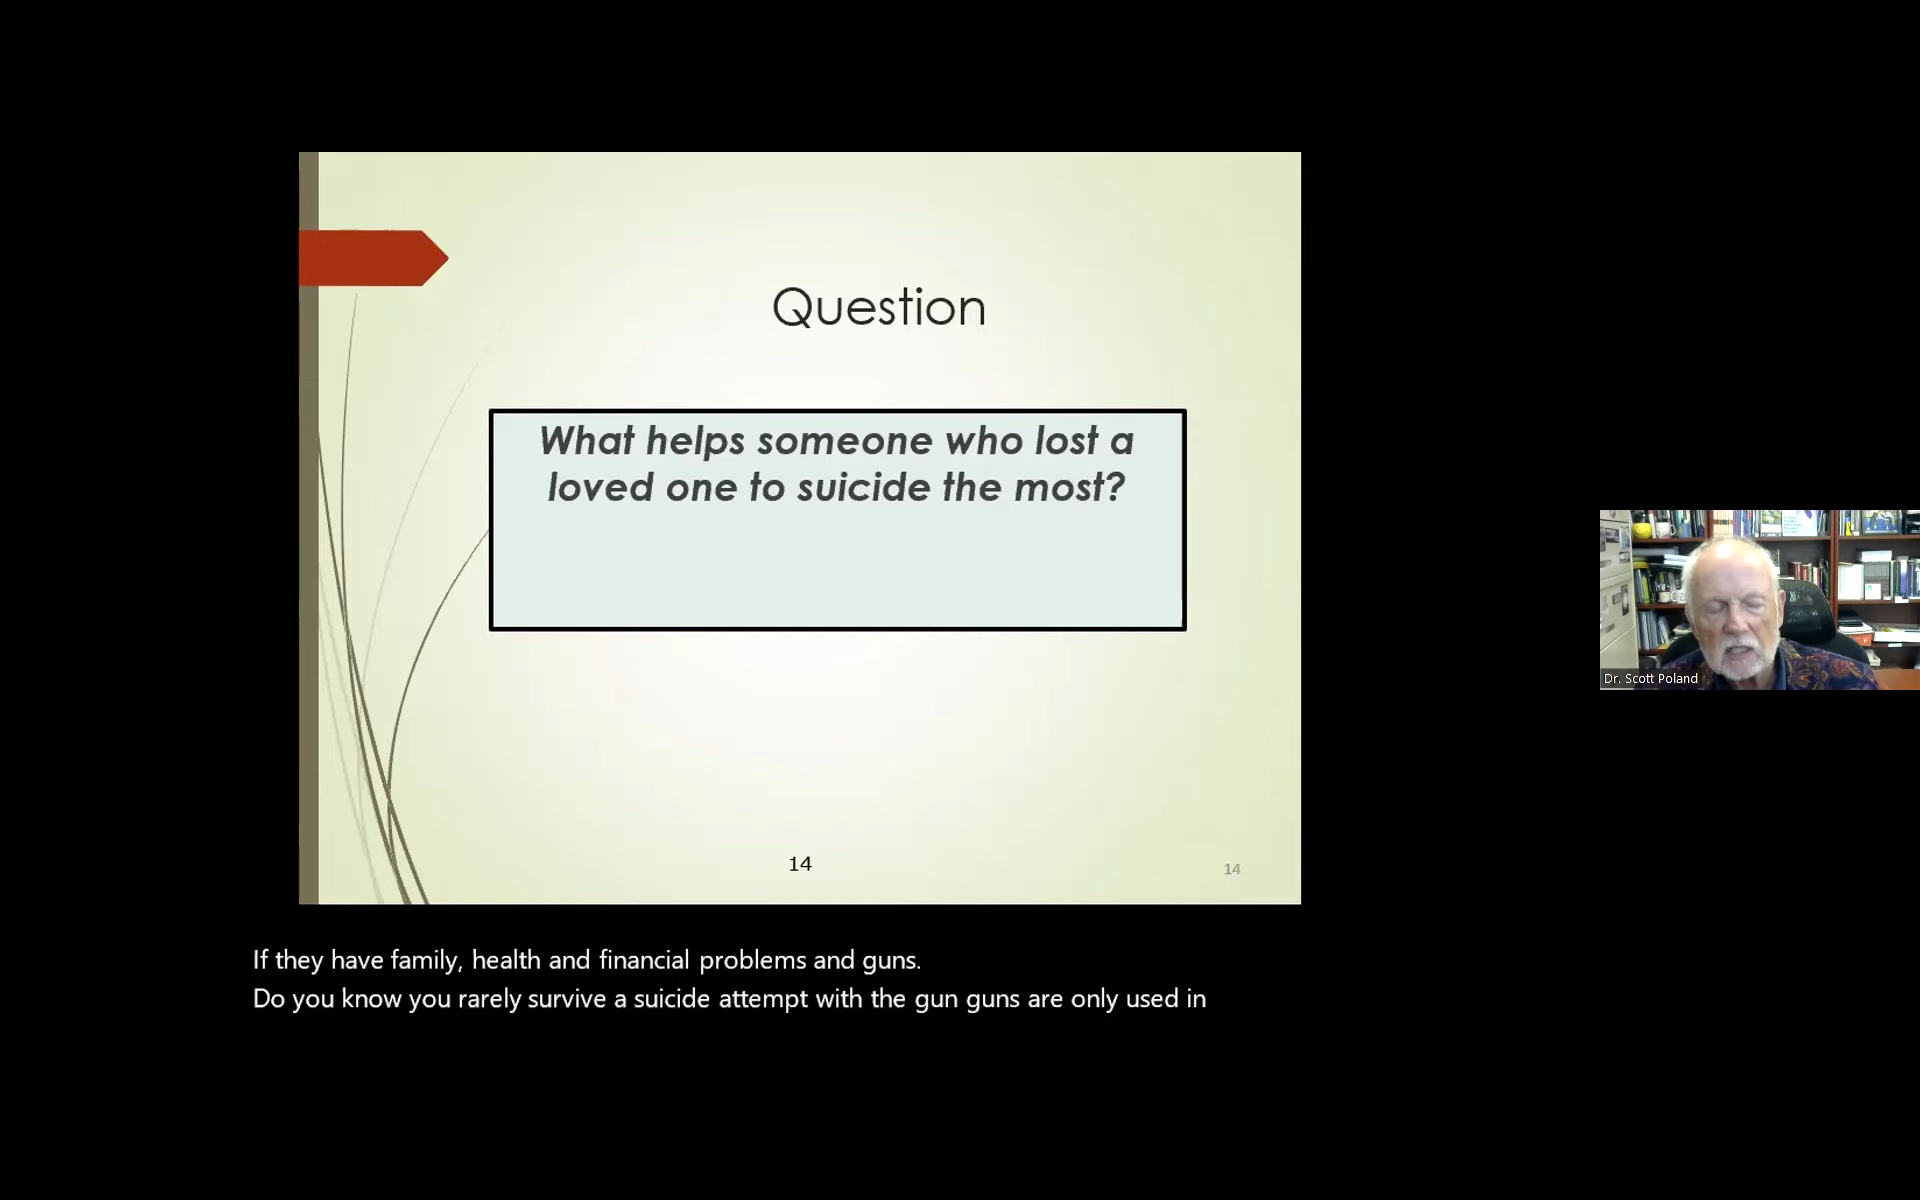 Question
What helps someone who lost a
loved one to suicide the most?
14
14
Dr. Scott Poland
If they have family, health and financial problems and guns.
Do you know you rarely survive a suicide attempt with the gun guns are only used in